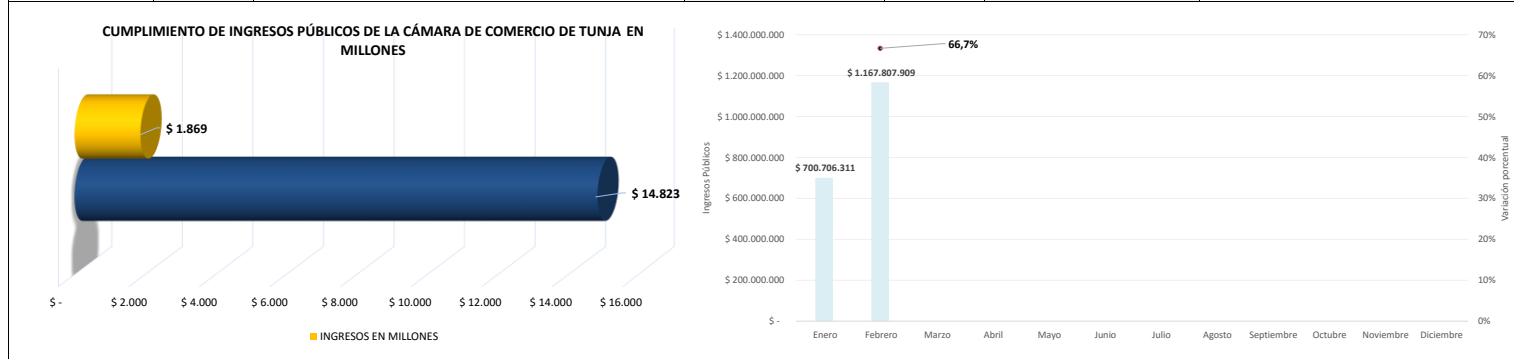 CUMPLIMIENTO DE INGRESOS PÚBLICOS DE LA CÁMARA DE COMERCIO DE TUNJA EN
MILLONES
$ 1.869
$ 14.823
$ -
$ 2.000
$ 4.000
$ 6.000
$ 8.000
$ 10.000
$ 12.000
$ 14.000
$ 16.000
INGRESOS EN MILLONES
$ 1.400.000.000
$ 1.200.000.000
$ 1.000.000.000
$ 800.000.000
$ 600.000.000
$ 400.000.000
$ 200.000.000
$ -
Ingresos Públicos
66,7%
$ 1.167.807.909
$ 700.706.311
70%
60%
50%
40%
30%
20%
10%
0%
Variación porcentual
Enero
Febrero
Marzo
Abril
Mayo
Junio
Julio
Agosto
Septiembre
Octubre
Noviembre
Diciembre